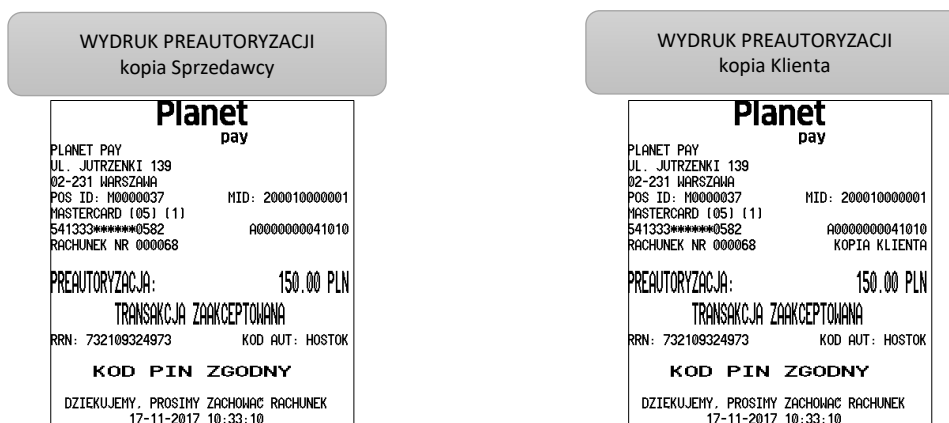 WYDRUK PREAUTORYZACJI
kopia Sprzedawcy
Planet
pay
PLANET PAY
UL. JUTRZENKI 139
02-231 WARSZAWA
POS ID: M0000037 MID: 200010000001
MASTERCARD (05) (1)
541333******0582 A0000000041010
RACHUNEK NR 000068
PREAUTORYZACJA: 150.00 PLN
TRANSAKCJA ZAAKCEPTOWANA
RRN: 732109324973 KOD AUT: HOSTOK
KOD PIN ZGODNY
DZIEKUJEMY, PROSIMY ZACHOWAĆ RACHUNEK
17-11-2017 10:33:10
WYDRUK PREAUTORYZACJI
kopia Klienta
Planet
pay
PLANET PAY
UL. JUTRZENKI 139
02-231 WARSZAWA
POS ID: M0000037 MID: 200010000001
MASTERCARD (05) (1)
541333******0582 A0000000041010
RACHUNEK NR 000068 KOPIA KLIENTA
PREAUTORYZACJA: 150.00 PLN
TRANSAKCJA ZAAKCEPTOWANA
RRN: 732109324973 KOD AUT: HOSTOK
KOD PIN ZGODNY
DZIEKUJEMY, PROSIMY ZACHOWAĆ RACHUNEK
17-11-2017 10:33:10